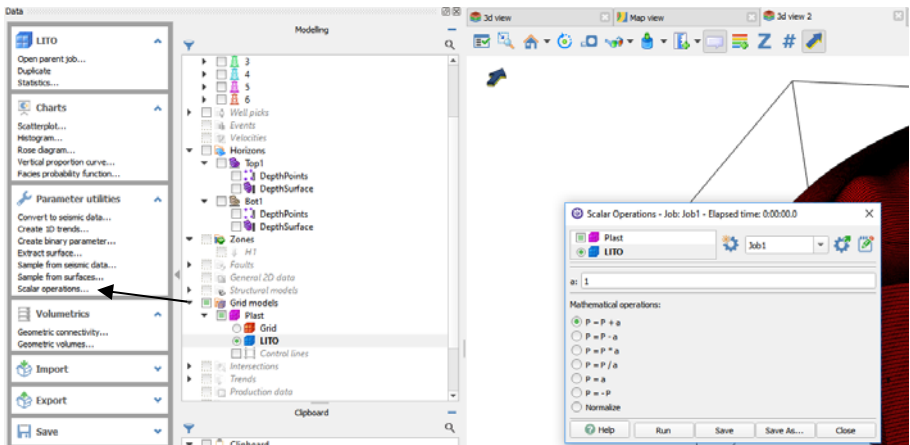 Data
LITO
Open parent job...
Duplicate
Statistics...
Charts
Scatterplot...
Histogram...
Rose diagram...
Vertical proportion curve...
Facies probability function...
Parameter utilities
Convert to seismic data...
Create 1D trends...
Create binary parameter...
Extract surface...
Sample from seismic data...
Sample from surfaces...
Scalar operations...
Volumetrics
Geometric connectivity...
Geometric volumes...
Import
Export
Save
Modelling
3
4
5
6
Well picks
Events
Velocities
Horizons
Top1
DepthPoints
DepthSurface
Bot1
DepthPoints
DepthSurface
Zones
H1
Faults
General 2D data
Structural models
Grid models
Plast
Grid
LITO
Control lines
Intersections
Trends
Production data
Clipboard
Clipboard
3d view
Map view
3d view 2
Z #
Scalar Operations - Job: Job1 - Elapsed time: 0:00:00.0
Plast
LITO
Job1
a: 1
Mathematical operations:
P = P + a
P = P - a
P = P * a
P = P / a
P = a
P = -P
Normalize
Help Run Save Save As... Close